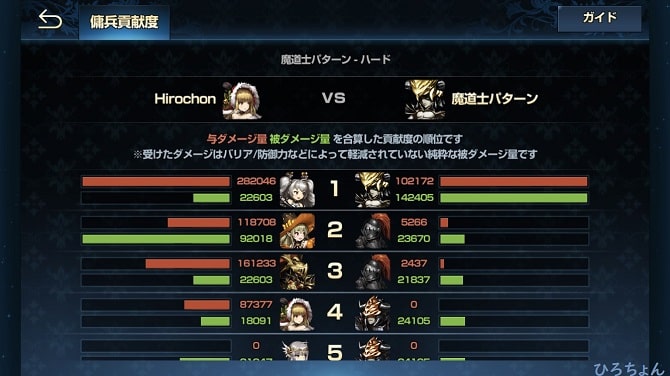 傭兵貢献度
ガイド
魔道士パターン - ハード
Hirochon VS 魔道士パターン
与ダメージ量 被ダメージ量 を合算した貢献度の順位です
※受けたダメージはバリア/防御力などによって軽減されていない純粋な被ダメージ量です
282046 1 102172
22603 142405
118708 2 5266
92018 23670
161233 3 2437
22603 21837
87377 4 0
18091 24105
0 5 0
ひろちょん